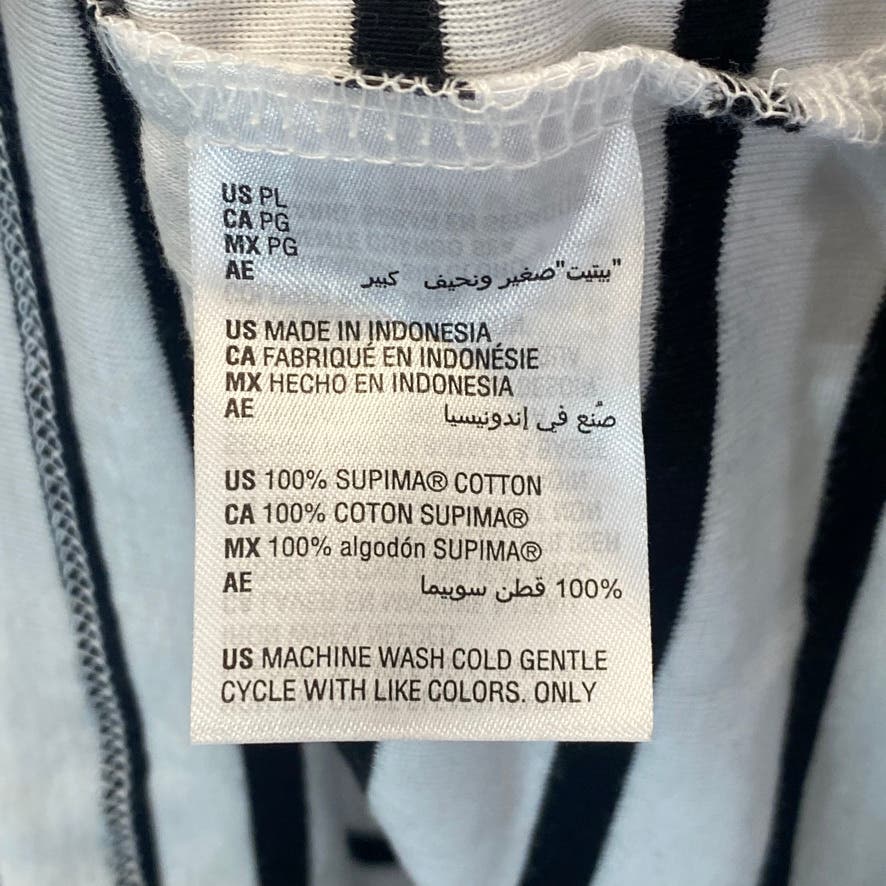 US PL
CA PG
MX PG
AE "بيتيت" صغير ونحيف كبير
US MADE IN INDONESIA
CA FABRIQUÉ EN INDONÉSIE
MX HECHO EN INDONESIA
AE صُنع في إندونيسيا
US 100% SUPIMA® COTTON
CA 100% COTON SUPIMA®
MX 100% algodón SUPIMA®
AE 100% قطن سوبيما
US MACHINE WASH COLD GENTLE
CYCLE WITH LIKE COLORS. ONLY